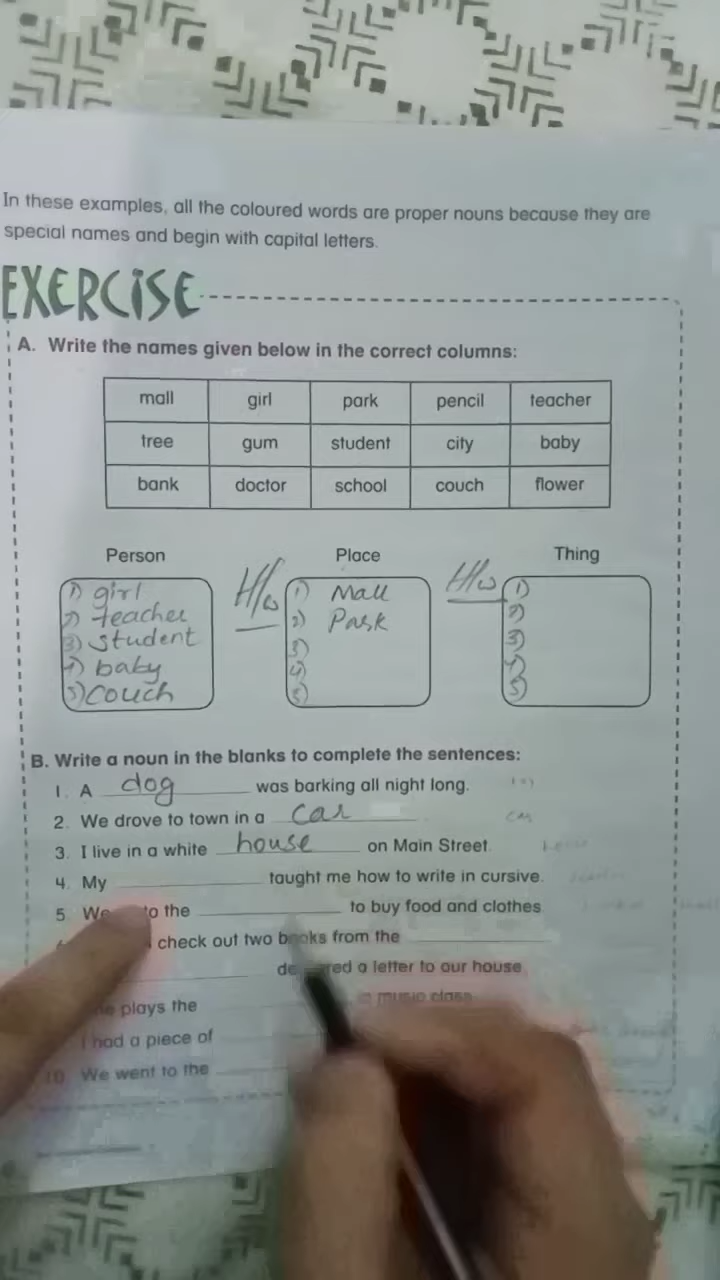 In these examples, all the coloured words are proper nouns because they are
special names and begin with capital letters.
EXERCISE
A. Write the names given below in the correct columns:
mall girl park pencil teacher
tree gum student city baby
bank doctor school couch flower
Person Place Thing
1) girl H/w 1) Mall H/w 1)
2) teacher 2) Park 2)
3) student 3) 3)
4) baby 4) 4)
5) couch 5) 5)
B. Write a noun in the blanks to complete the sentences:
1. A dog was barking all night long.
2. We drove to town in a car.
3. I live in a white house on Main Street.
4. My taught me how to write in cursive.
5. We to the to buy food and clothes
check out two books from the
a letter to our house
plays the music class
I had a piece of
10. We went to the